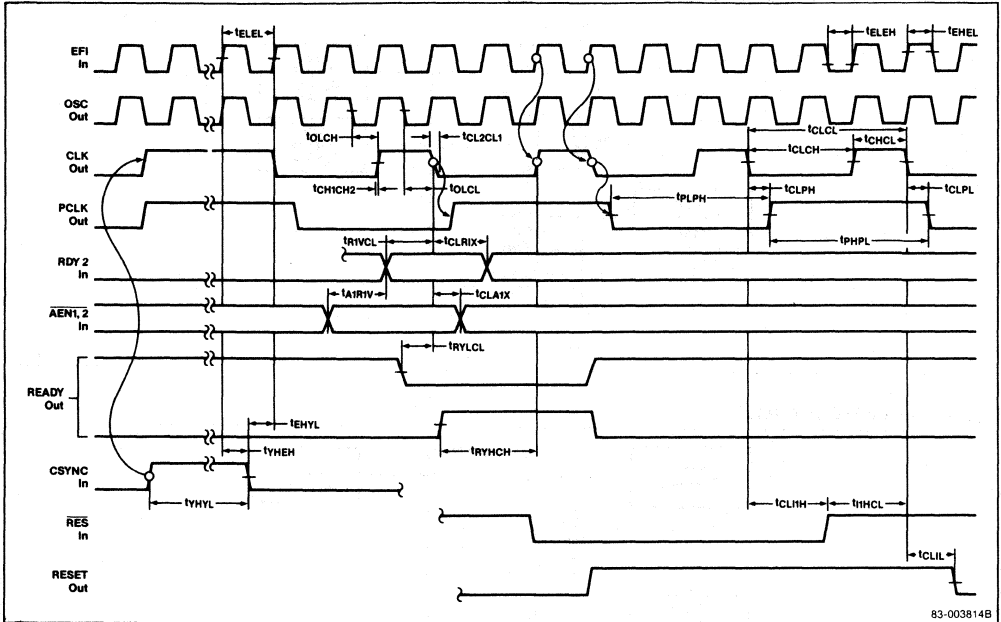 EFI
In
tELEL
tELEH
tEHEL
OSC
Out
tOLCH
tCL2CL1
tCLCL
tCHCL
CLK
Out
tCLCH
tCH1CH2
tOLCL
tPLPH
tCLPH
tCLPL
PCLK
Out
tPHPL
tR1VCL
tCLRIX
RDY 2
In
tA1R1V
tCLA1X
AEN1, 2
In
tRYLCL
READY
Out
tEHYL
tYHEH
tRYHCH
CSYNC
In
tYHYL
tCLI1H
tI1HCL
RES
In
tCLIL
RESET
Out
83-003814B